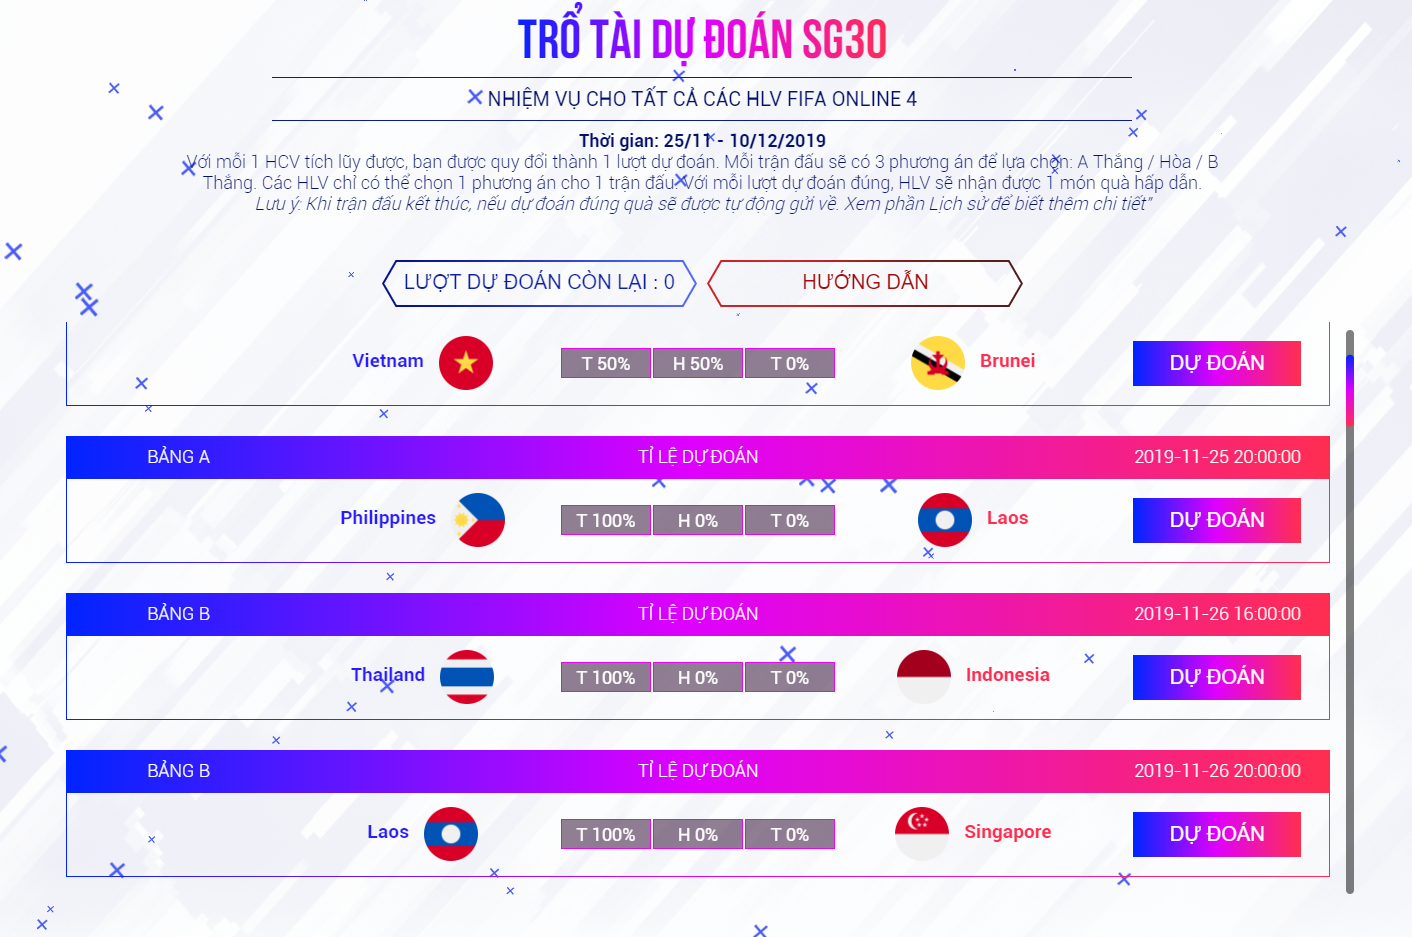 TRỔ TÀI DỰ ĐOÁN SG30
NHIỆM VỤ CHO TẤT CẢ CÁC HLV FIFA ONLINE 4
Thời gian: 25/11 - 10/12/2019
Với mỗi 1 HCV tích lũy được, bạn được quy đổi thành 1 lượt dự đoán. Mỗi trận đấu sẽ có 3 phương án để lựa chọn: A Thắng / Hòa / B
Thắng. Các HLV chỉ có thể chọn 1 phương án cho 1 trận đấu. Với mỗi lượt dự đoán đúng, HLV sẽ nhận được 1 món quà hấp dẫn.
Lưu ý: Khi trận đấu kết thúc, nếu dự đoán đúng quà sẽ được tự động gửi về. Xem phần Lịch sử để biết thêm chi tiết"
LƯỢT DỰ ĐOÁN CÒN LẠI : 0 HƯỚNG DẪN
Vietnam T 50% H 50% T 0% Brunei DỰ ĐOÁN
BẢNG A TỈ LỆ DỰ ĐOÁN 2019-11-25 20:00:00
Philippines T 100% H 0% T 0% Laos DỰ ĐOÁN
BẢNG B TỈ LỆ DỰ ĐOÁN 2019-11-26 16:00:00
Thailand T 100% H 0% T 0% Indonesia DỰ ĐOÁN
BẢNG B TỈ LỆ DỰ ĐOÁN 2019-11-26 20:00:00
Laos T 100% H 0% T 0% Singapore DỰ ĐOÁN